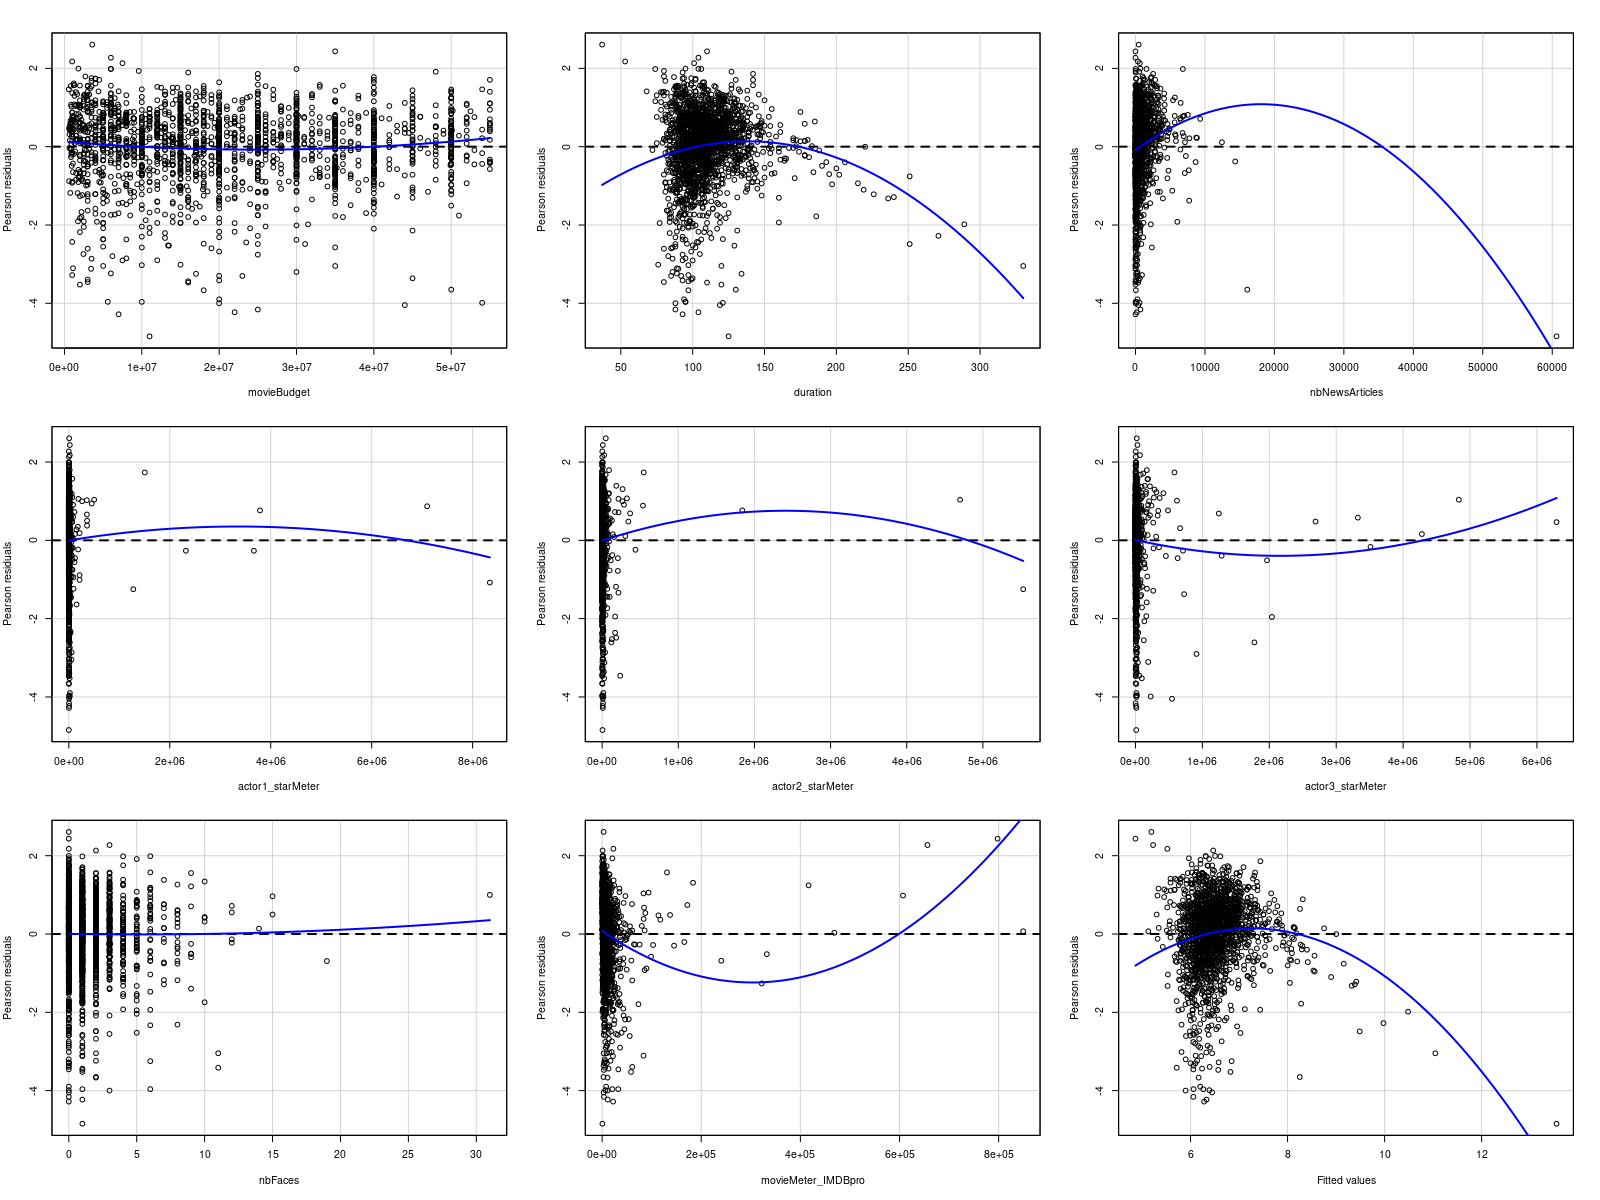 Pearson residuals
-4 -2 0 2
0e+00 1e+07 2e+07 3e+07 4e+07 5e+07
movieBudget
Pearson residuals
-4 -2 0 2
50 100 150 200 250 300
duration
Pearson residuals
-4 -2 0 2
0 10000 20000 30000 40000 50000 60000
nbNewsArticles
Pearson residuals
-4 -2 0 2
0e+00 2e+06 4e+06 6e+06 8e+06
actor1_starMeter
Pearson residuals
-4 -2 0 2
0e+00 1e+06 2e+06 3e+06 4e+06 5e+06
actor2_starMeter
Pearson residuals
-4 -2 0 2
0e+00 1e+06 2e+06 3e+06 4e+06 5e+06 6e+06
actor3_starMeter
Pearson residuals
-4 -2 0 2
0 5 10 15 20 25 30
nbFaces
Pearson residuals
-4 -2 0 2
0e+00 2e+05 4e+05 6e+05 8e+05
movieMeter_IMDBpro
Pearson residuals
-4 -2 0 2
6 8 10 12
Fitted values